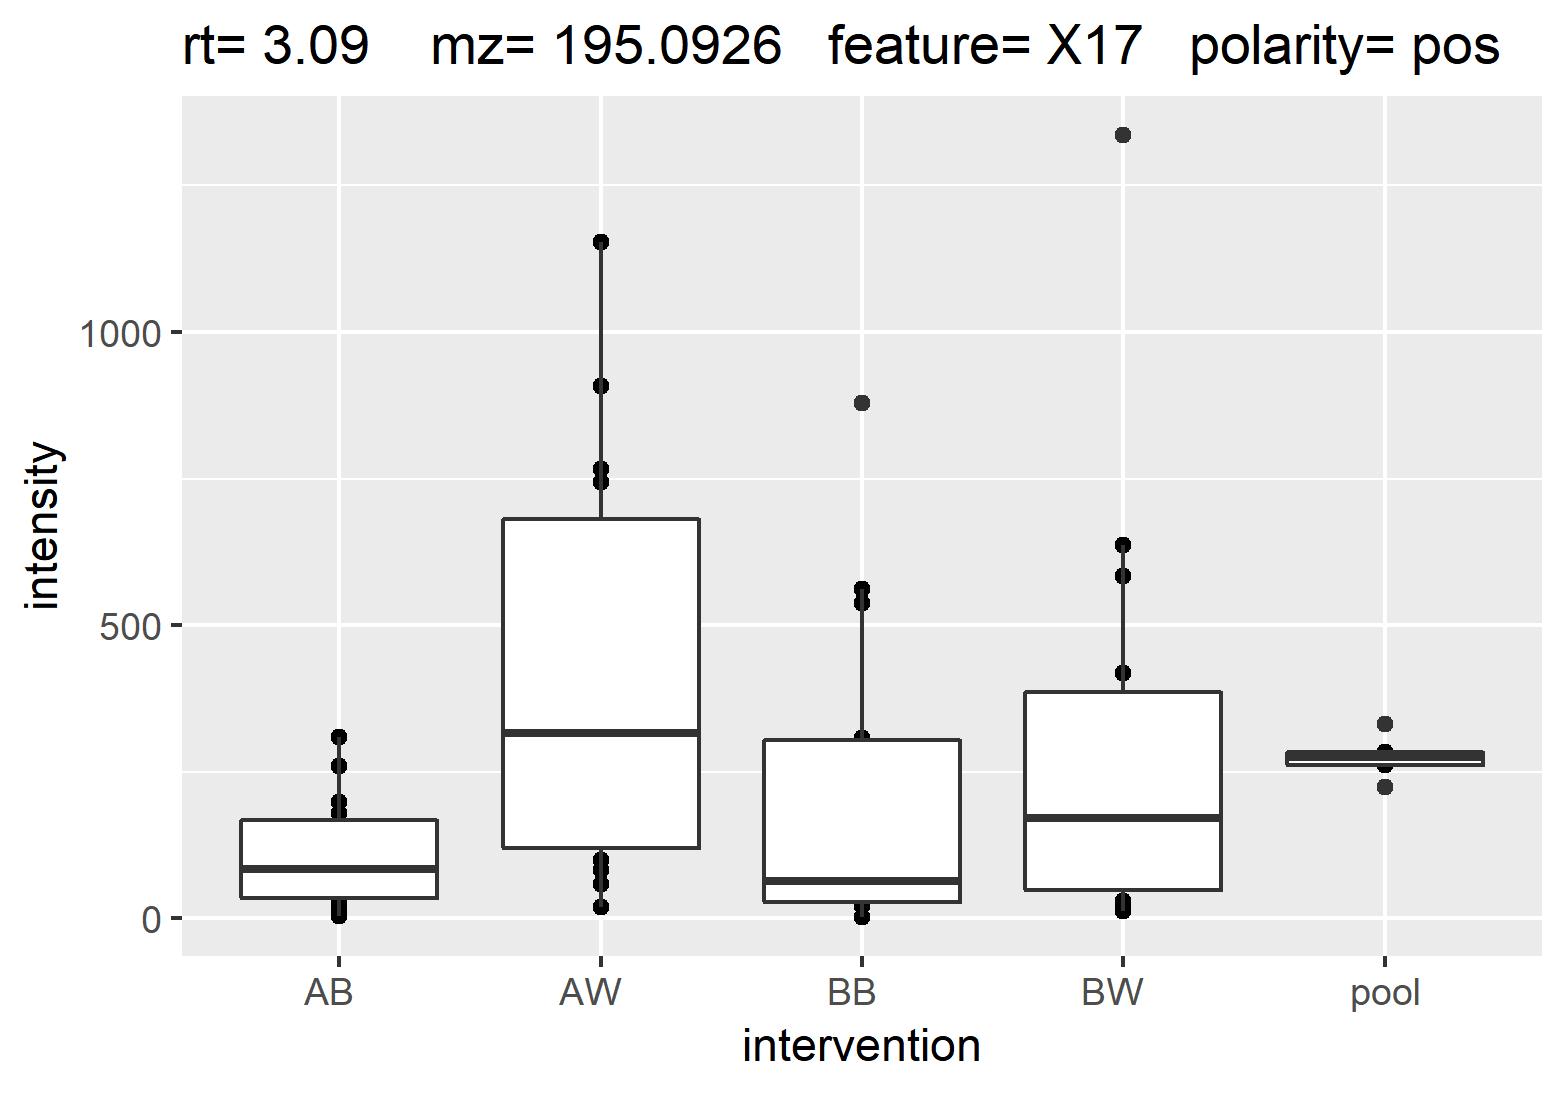 rt= 3.09 mz= 195.0926 feature= X17 polarity= pos
intensity
1000
500
0
AB AW BB BW pool
intervention